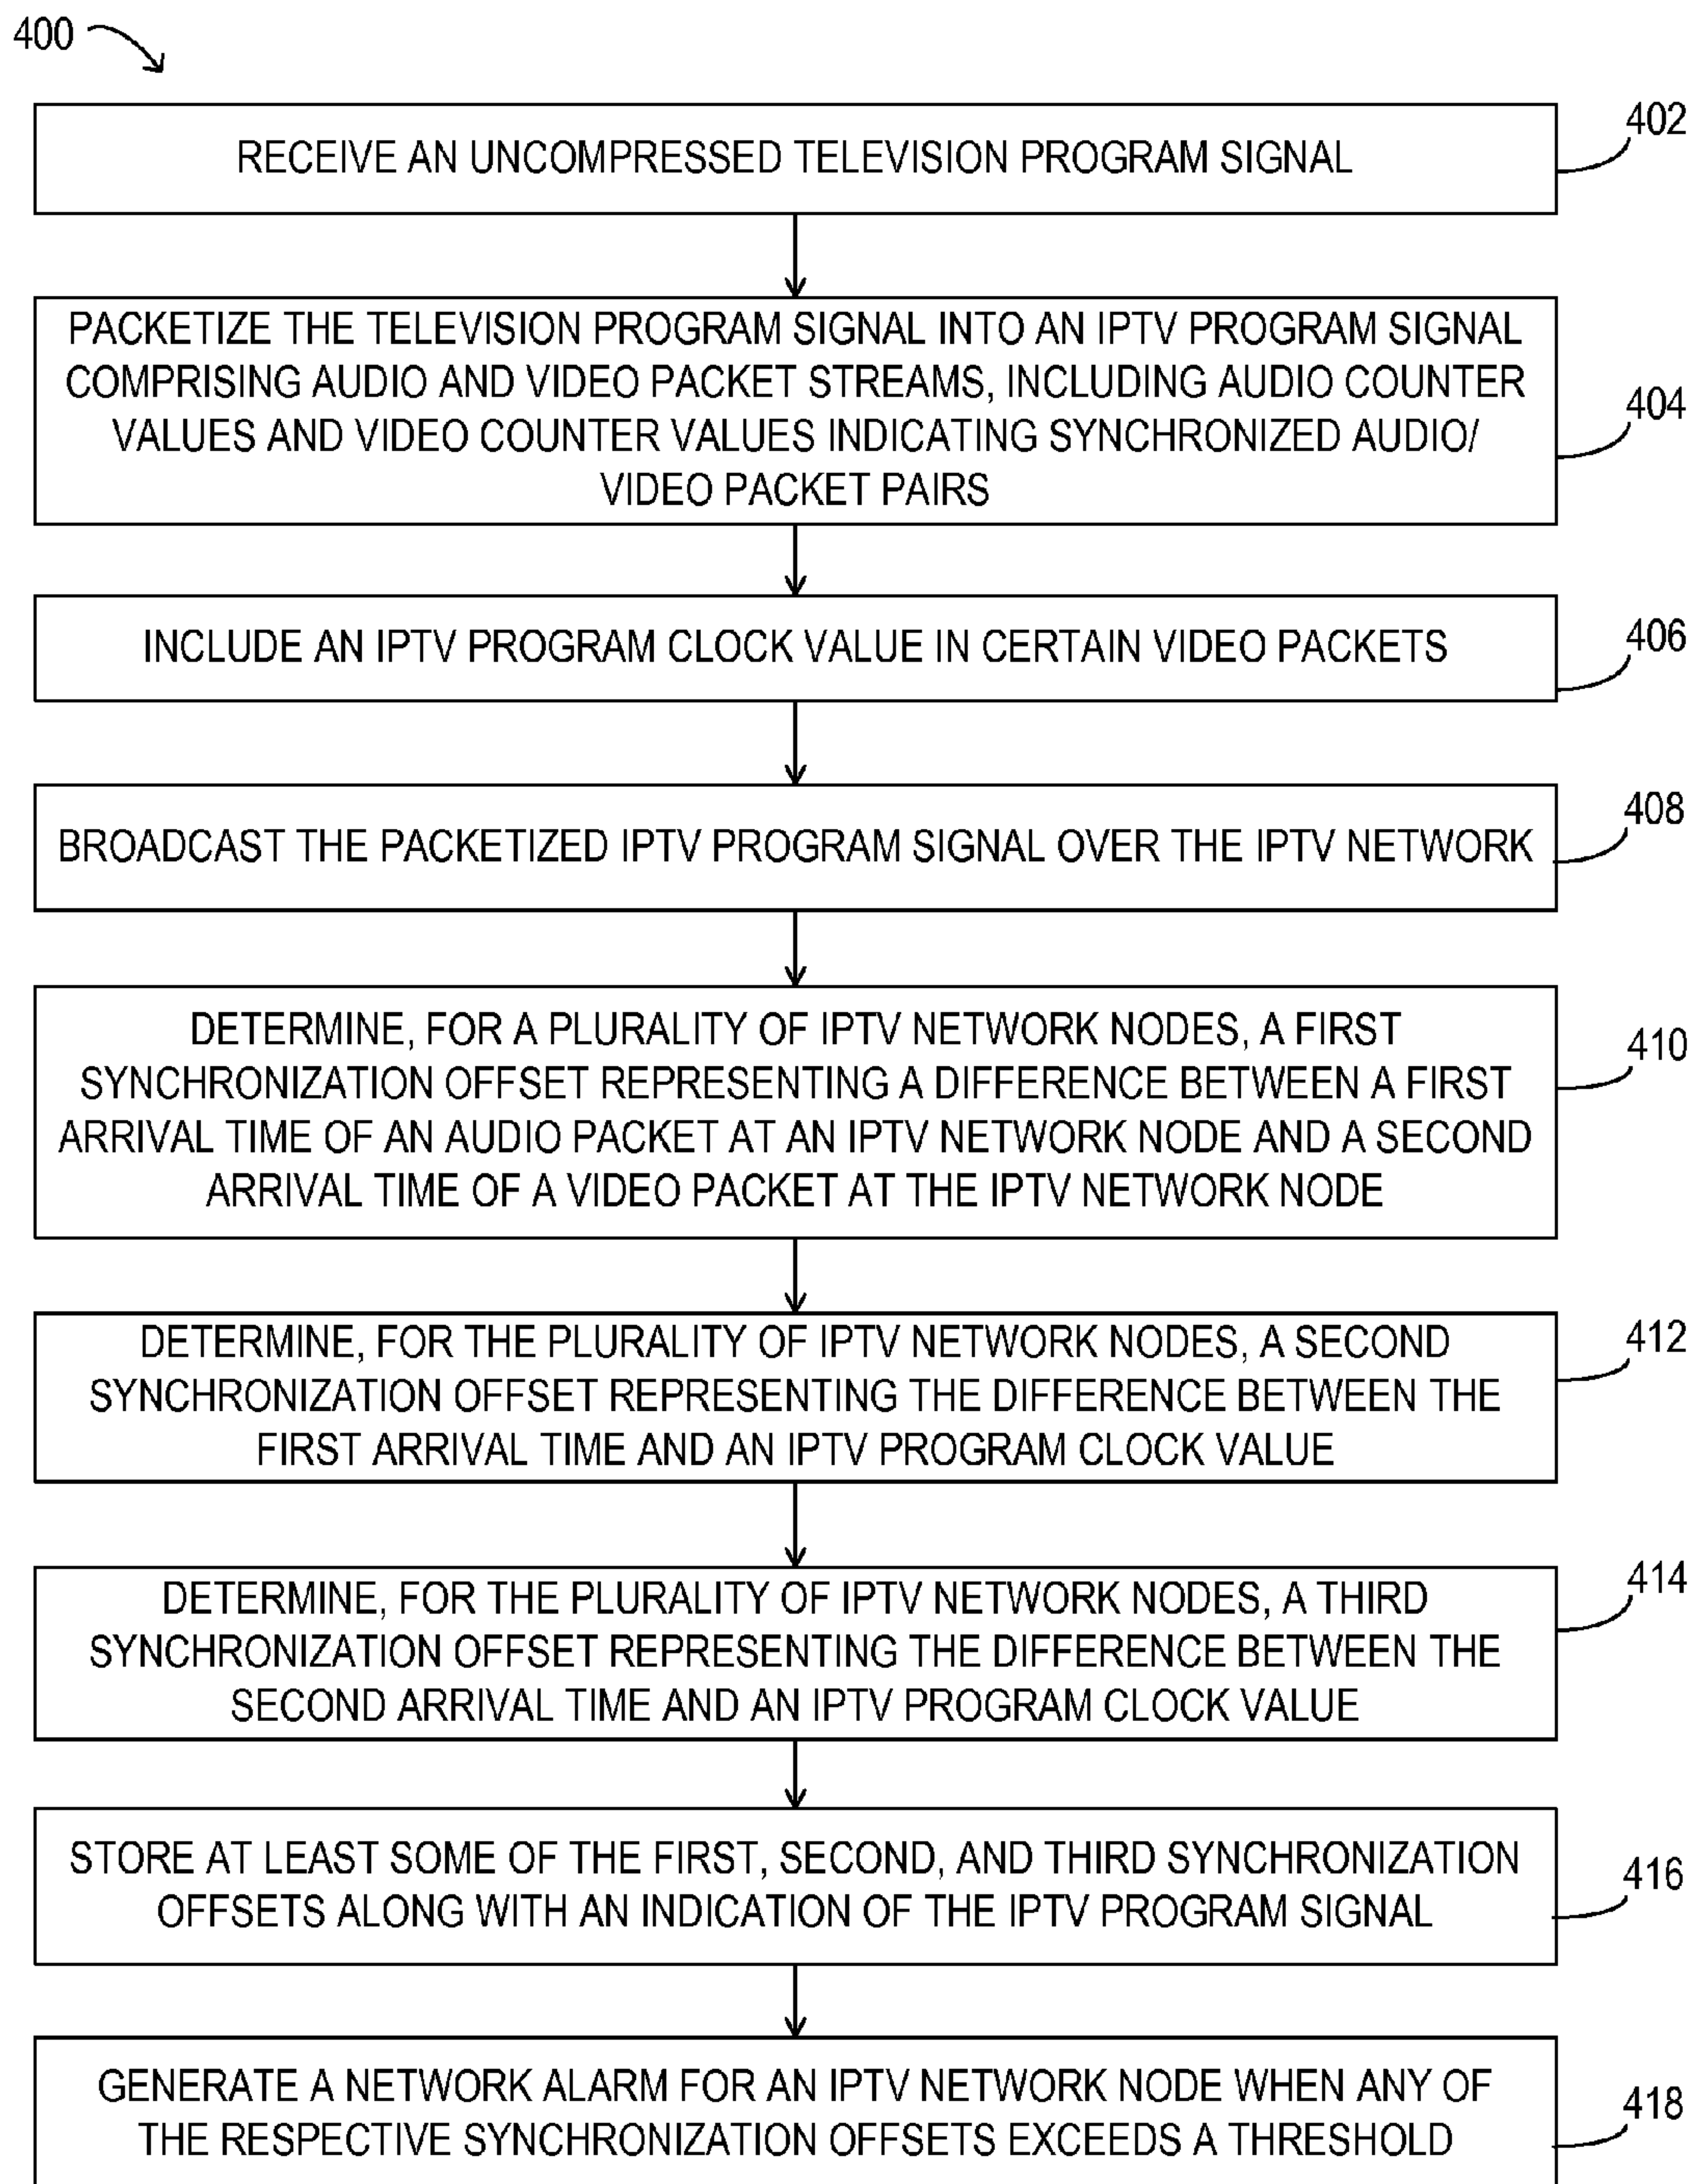 400
RECEIVE AN UNCOMPRESSED TELEVISION PROGRAM SIGNAL
402
PACKETIZE THE TELEVISION PROGRAM SIGNAL INTO AN IPTV PROGRAM SIGNAL
COMPRISING AUDIO AND VIDEO PACKET STREAMS, INCLUDING AUDIO COUNTER
VALUES AND VIDEO COUNTER VALUES INDICATING SYNCHRONIZED AUDIO/
VIDEO PACKET PAIRS
404
INCLUDE AN IPTV PROGRAM CLOCK VALUE IN CERTAIN VIDEO PACKETS
406
BROADCAST THE PACKETIZED IPTV PROGRAM SIGNAL OVER THE IPTV NETWORK
408
DETERMINE, FOR A PLURALITY OF IPTV NETWORK NODES, A FIRST
SYNCHRONIZATION OFFSET REPRESENTING A DIFFERENCE BETWEEN A FIRST
ARRIVAL TIME OF AN AUDIO PACKET AT AN IPTV NETWORK NODE AND A SECOND
ARRIVAL TIME OF A VIDEO PACKET AT THE IPTV NETWORK NODE
410
DETERMINE, FOR THE PLURALITY OF IPTV NETWORK NODES, A SECOND
SYNCHRONIZATION OFFSET REPRESENTING THE DIFFERENCE BETWEEN THE
FIRST ARRIVAL TIME AND AN IPTV PROGRAM CLOCK VALUE
412
DETERMINE, FOR THE PLURALITY OF IPTV NETWORK NODES, A THIRD
SYNCHRONIZATION OFFSET REPRESENTING THE DIFFERENCE BETWEEN THE
SECOND ARRIVAL TIME AND AN IPTV PROGRAM CLOCK VALUE
414
STORE AT LEAST SOME OF THE FIRST, SECOND, AND THIRD SYNCHRONIZATION
OFFSETS ALONG WITH AN INDICATION OF THE IPTV PROGRAM SIGNAL
416
GENERATE A NETWORK ALARM FOR AN IPTV NETWORK NODE WHEN ANY OF
THE RESPECTIVE SYNCHRONIZATION OFFSETS EXCEEDS A THRESHOLD
418